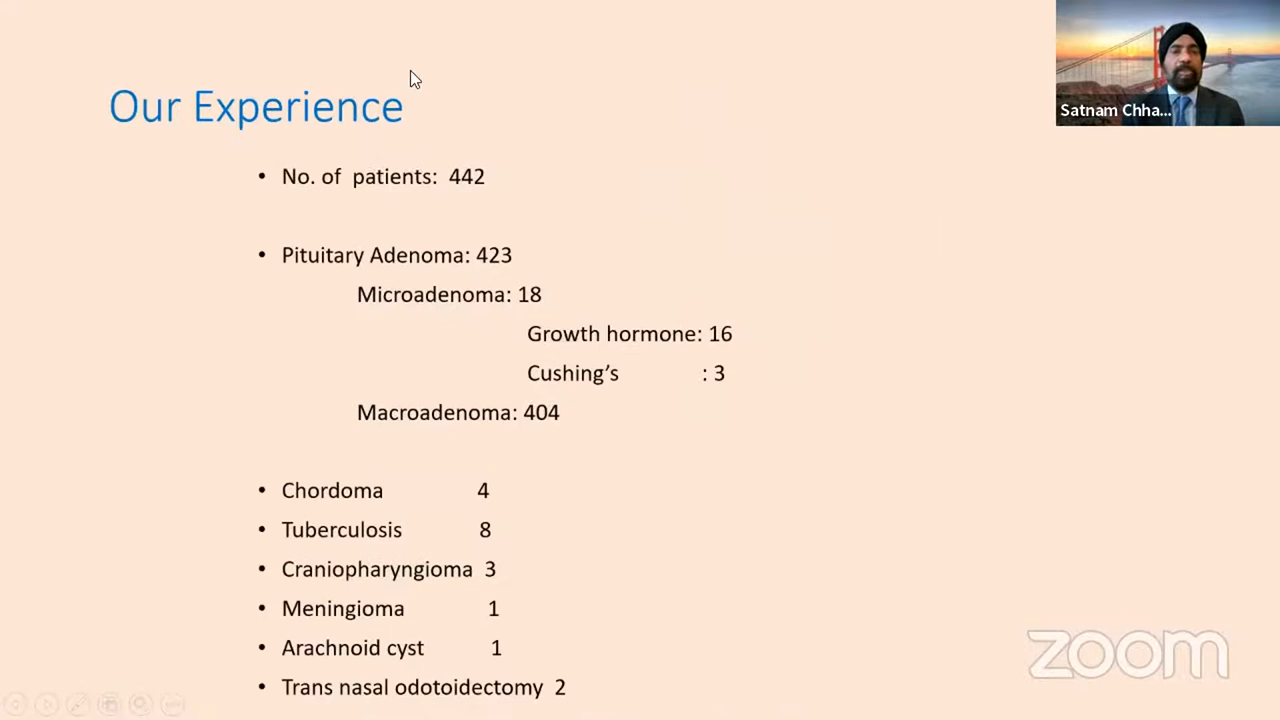 Our Experience
Satnam Chha...
• No. of patients: 442
• Pituitary Adenoma: 423
Microadenoma: 18
Growth hormone: 16
Cushing’s : 3
Macroadenoma: 404
• Chordoma 4
• Tuberculosis 8
• Craniopharyngioma 3
• Meningioma 1
• Arachnoid cyst 1
• Trans nasal odotoidectomy 2
zoom